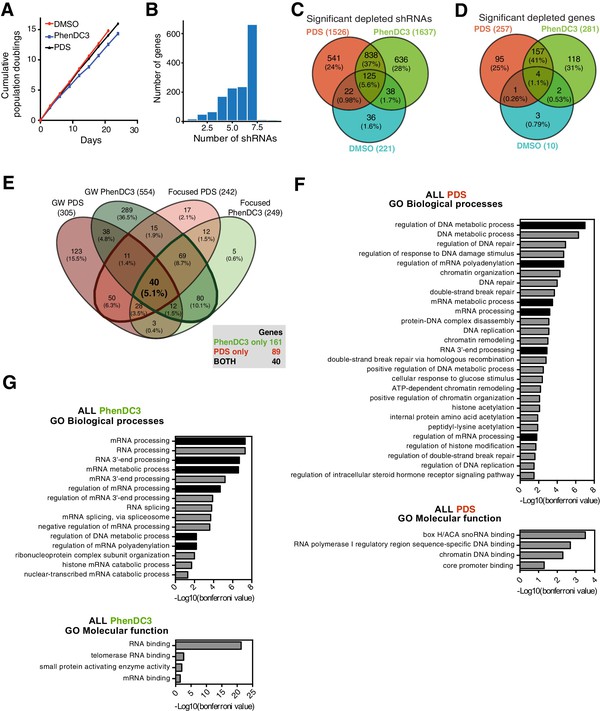 A
Cumulative
population doublings
15
10
5
0
DMSO
PhenDC3
PDS
0
10
20
30
Days
B
Number of genes
600
400
200
0
2.5
5.0
7.5
Number of shRNAs
C
Significant depleted shRNAs
PDS (1526)
PhenDC3 (1637)
541
(24%)
838
(37%)
636
(28%)
125
(5.6%)
22
(0.98%)
38
(1.7%)
36
(1.6%)
DMSO (221)
D
Significant depleted genes
PDS (257)
PhenDC3 (281)
95
(25%)
157
(41%)
118
(31%)
4
(1.1%)
1
(0.26%)
2
(0.53%)
3
(0.79%)
DMSO (10)
E
GW PDS
(305)
GW PhenDC3 (554)
Focused PDS (242)
Focused
PhenDC3 (249)
289
(36.5%)
17
(2.1%)
38
(4.8%)
15
(1.9%)
12
(1.5%)
123
(15.5%)
5
(0.6%)
11
(1.4%)
69
(8.7%)
40
(5.1%)
50
(6.3%)
28
(3.5%)
12
(1.5%)
80
(10.1%)
3
(0.4%)
Genes
PhenDC3 only 161
PDS only 89
BOTH 40
F
ALL PDS
GO Biological processes
regulation of DNA metabolic process
DNA metabolic process
regulation of DNA repair
regulation of response to DNA damage stimulus
regulation of mRNA polyadenylation
chromatin organization
DNA repair
double-strand break repair
mRNA metabolic process
mRNA processing
protein-DNA complex disassembly
DNA replication
chromatin remodeling
RNA 3'-end processing
double-strand break repair via homologous recombination
positive regulation of DNA metabolic process
cellular response to glucose stimulus
ATP-dependent chromatin remodeling
positive regulation of chromatin organization
histone acetylation
internal protein amino acid acetylation
peptidyl-lysine acetylation
regulation of mRNA processing
regulation of histone modification
regulation of double-strand break repair
regulation of DNA replication
regulation of intracellular steroid hormone receptor signaling pathway
0 2 4 6 8
-Log10(bonferroni value)
ALL PDS
GO Molecular function
box H/ACA snoRNA binding
RNA polymerase I regulatory region sequence-specific DNA binding
chromatin DNA binding
core promoter binding
0 1 2 3 4
-Log10(bonferroni value)
G
ALL PhenDC3
GO Biological processes
mRNA processing
RNA processing
RNA 3'-end processing
mRNA metabolic process
mRNA 3'-end processing
regulation of mRNA processing
regulation of mRNA 3'-end processing
RNA splicing
mRNA splicing, via spliceosome
negative regulation of mRNA processing
regulation of DNA metabolic process
regulation of mRNA polyadenylation
ribonucleoprotein complex subunit organization
histone mRNA catabolic process
nuclear-transcribed mRNA catabolic process
0 2 4 6 8
-Log10(bonferroni value)
ALL PhenDC3
GO Molecular function
RNA binding
telomerase RNA binding
small protein activating enzyme activity
mRNA binding
0 5 10 15 20 25
-Log10(bonferroni value)